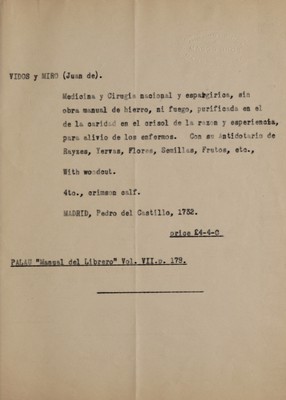 VIDOS y MIRO (Juan de).
Medicina y Cirugia nacional y espargirica, sin
obra manual de hierro, ni fuego, purificada en el
de la caridad en el crisol de la razon y experiencia,
para alivio de los enfermos. Con su Antidotario de
Rayzes, Yervas, Flores, Semillas, Frutos, etc.,
With woodcut.
4to., crimson calf.
MADRID, Pedro del Castillo, 1732.
price £4-4-0
PALAU "Manual del Librero" Vol. VII.p. 179.